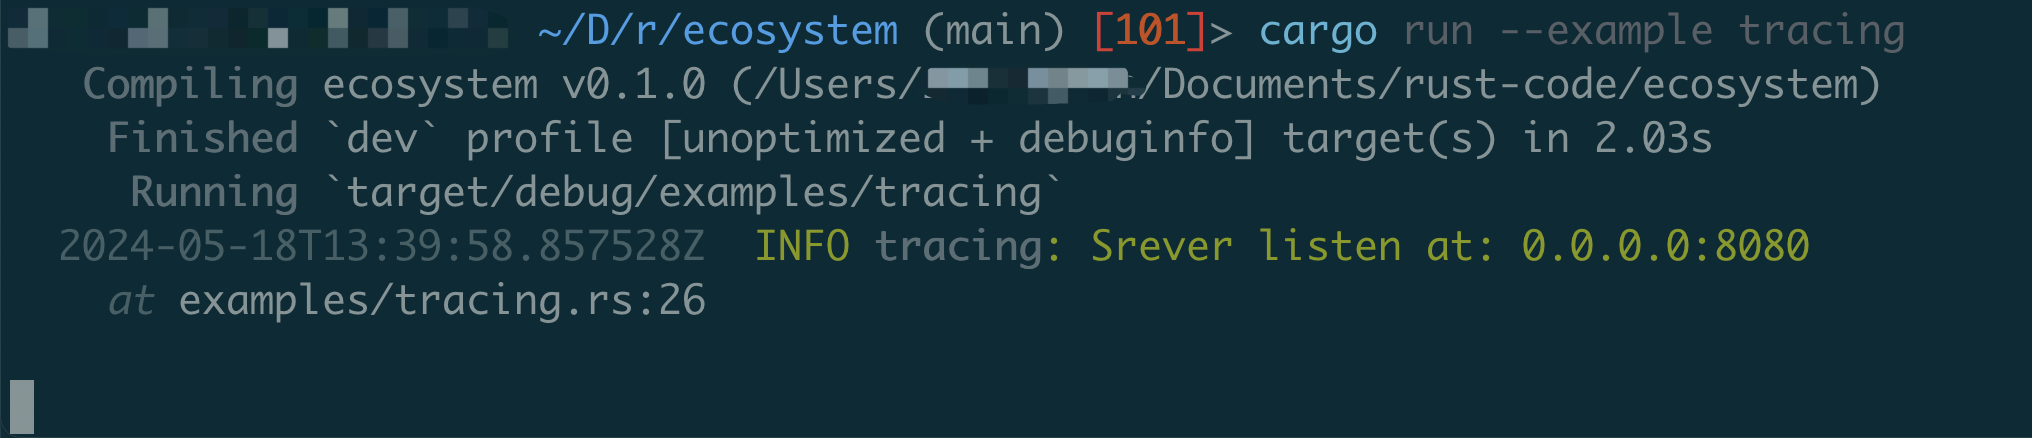 ~/D/r/ecosystem (main) [101]> cargo run --example tracing
Compiling ecosystem v0.1.0 (/Users/ /Documents/rust-code/ecosystem)
Finished `dev` profile [unoptimized + debuginfo] target(s) in 2.03s
Running `target/debug/examples/tracing`
2024-05-18T13:39:58.857528Z  INFO tracing: Srever listen at: 0.0.0.0:8080
at examples/tracing.rs:26